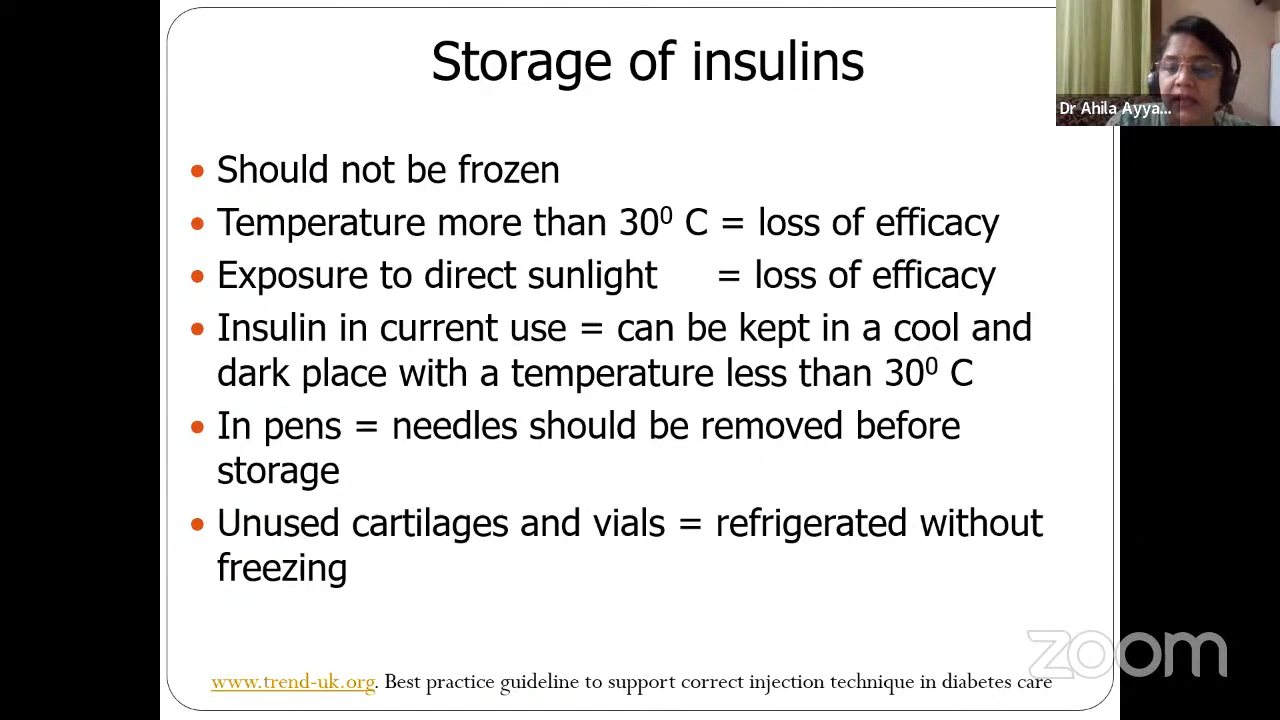 Storage of insulins
Dr Ahila Ayya...
• Should not be frozen
• Temperature more than 30⁰ C = loss of efficacy
• Exposure to direct sunlight = loss of efficacy
• Insulin in current use = can be kept in a cool and
dark place with a temperature less than 30⁰ C
• In pens = needles should be removed before
storage
• Unused cartilages and vials = refrigerated without
freezing
zoom
www.trend-uk.org. Best practice guideline to support correct injection technique in diabetes care